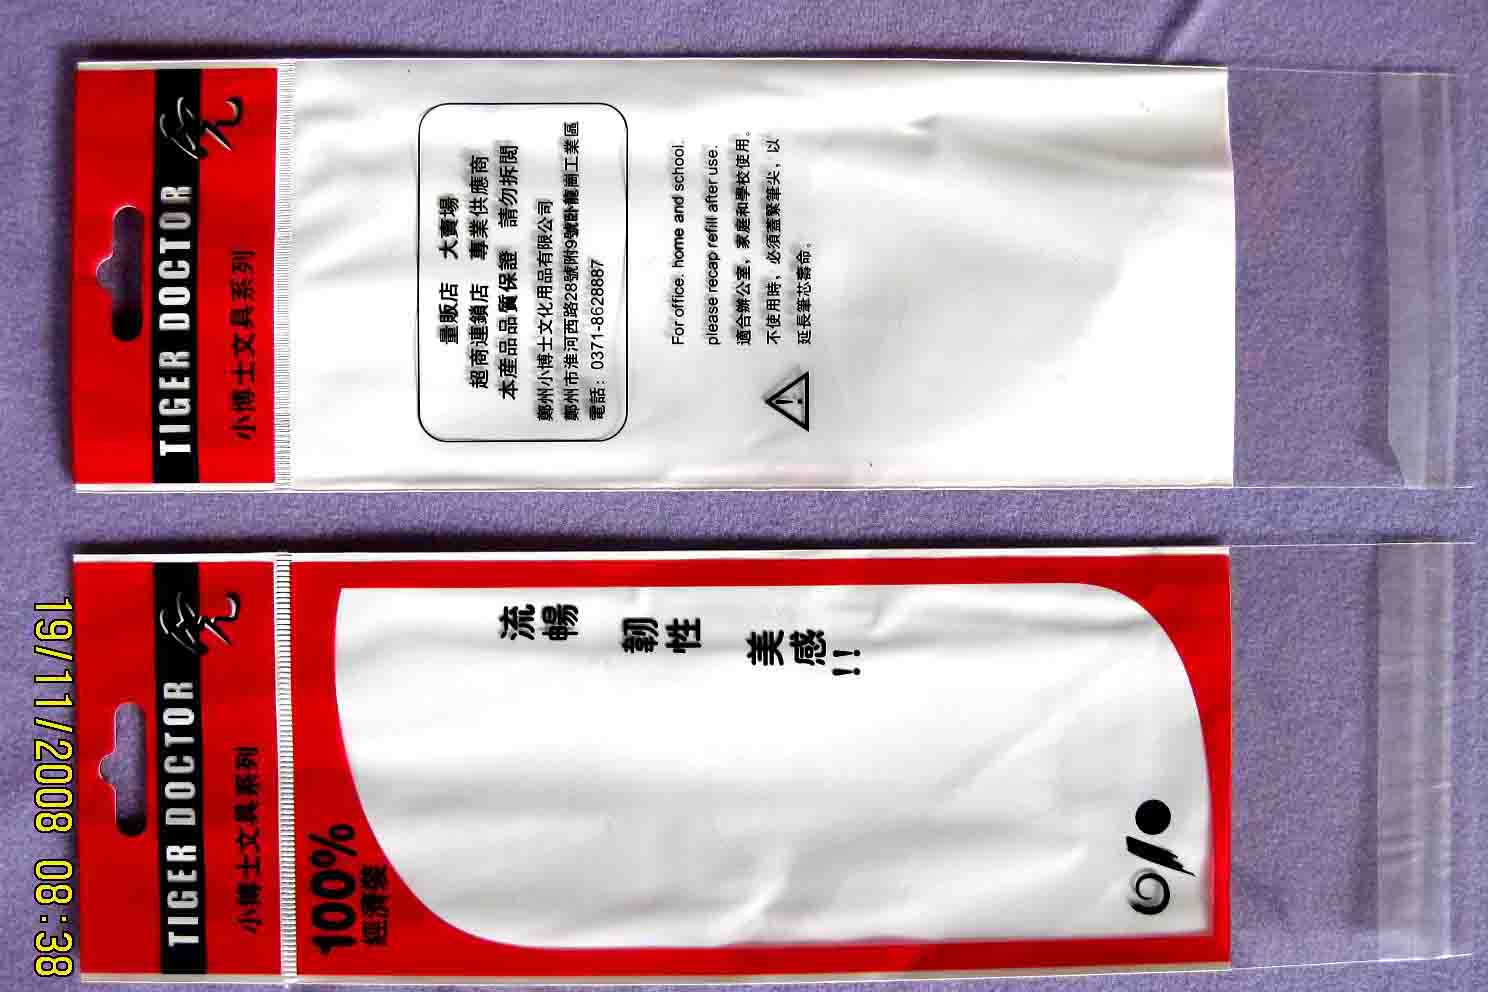 TIGER DOCTOR
小博士文具系列
量販店 大賣場
超商連鎖店 專業供應商
本產品品質保證 請勿拆閱
鄭州小博士文化用品有限公司
鄭州市淮河西路28號附9號卧龍崗工業區
電話：0371-8628887
For office. home and school.
please recap refill after use.
適合辦公室，家庭和學校使用。
不使用時，必須蓋緊筆尖，以
延長筆芯壽命。
TIGER DOCTOR
小博士文具系列
100%
經濟裝
流暢
韌性
美感!!
19/11/2008 08:38